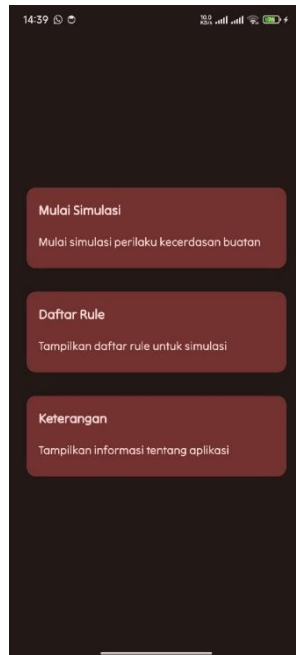 14:39
Mulai Simulasi
Mulai simulasi perilaku kecerdasan buatan
Daftar Rule
Tampilkan daftar rule untuk simulasi
Keterangan
Tampilkan informasi tentang aplikasi